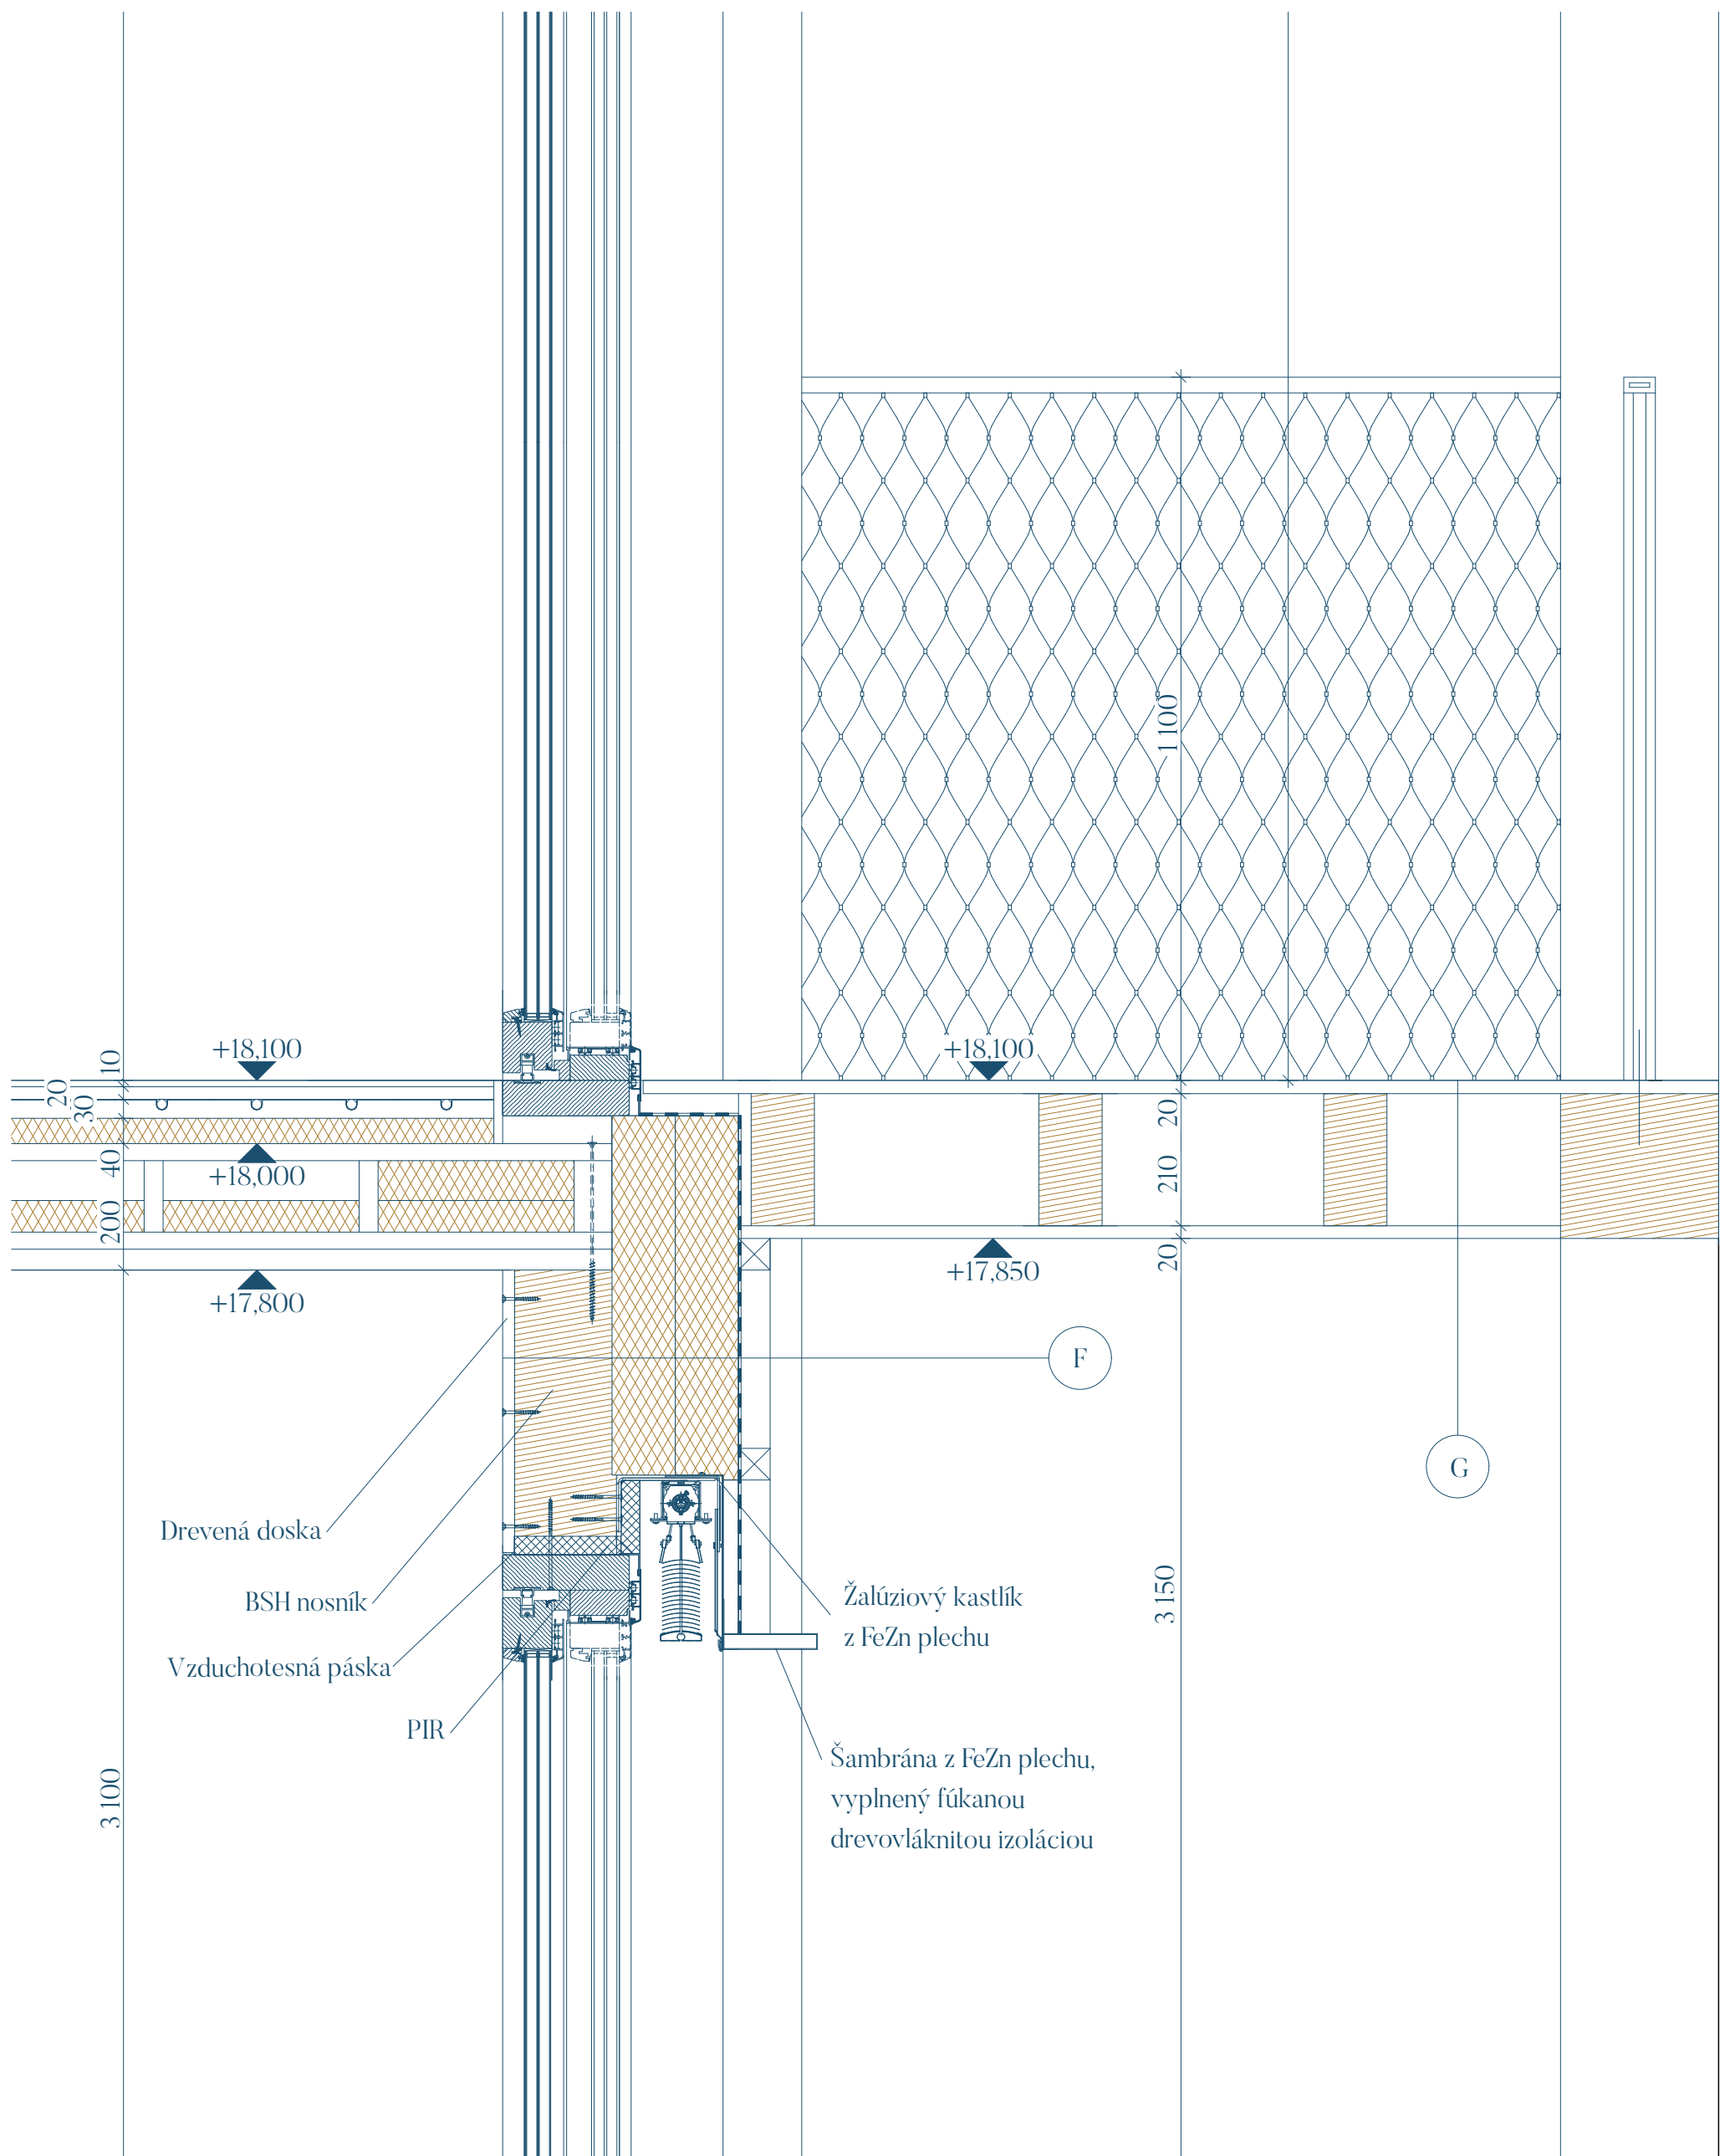 1 100
10
+18,100
+18,100
20
30
20
40
+18,000
210
200
20
+17,850
+17,800
F
G
Drevená doska
BSH nosník
Vzduchotesná páska
PIR
Žalúziový kastlík
z FeZn plechu
3 150
Šambrána z FeZn plechu,
vyplnený fúkanou
drevovláknitou izoláciou
3 100